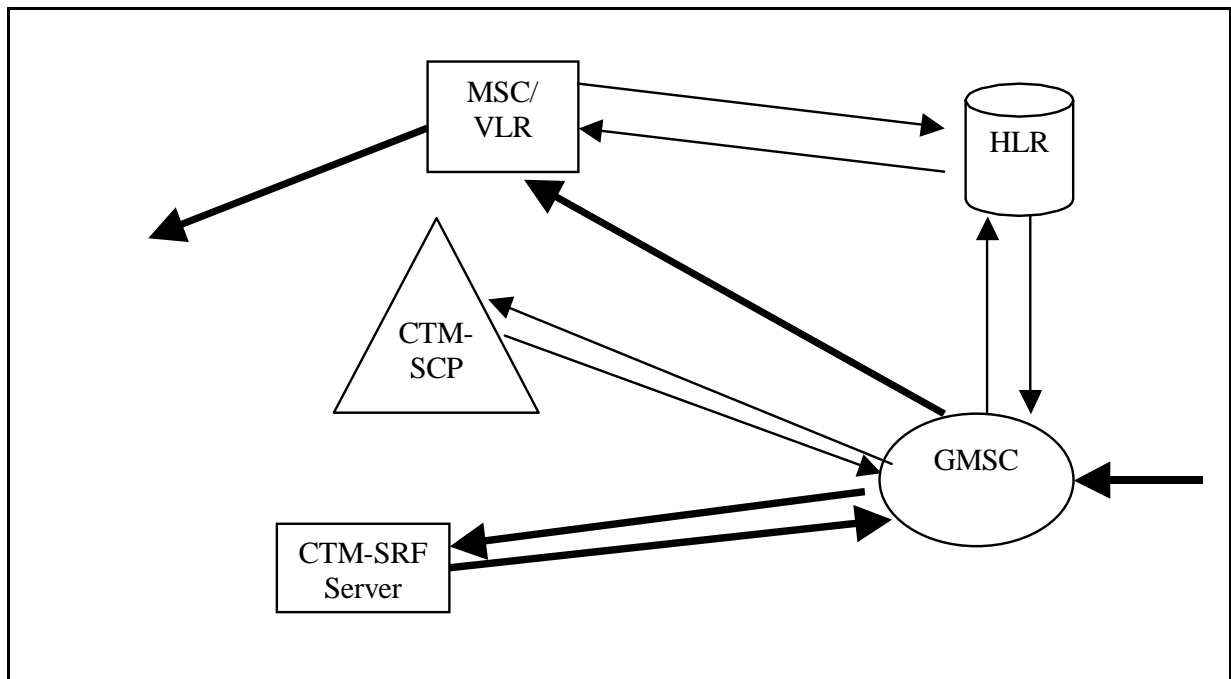 MSC/
VLR
HLR
CTM-
SCP
GMSC
CTM-SRF
Server